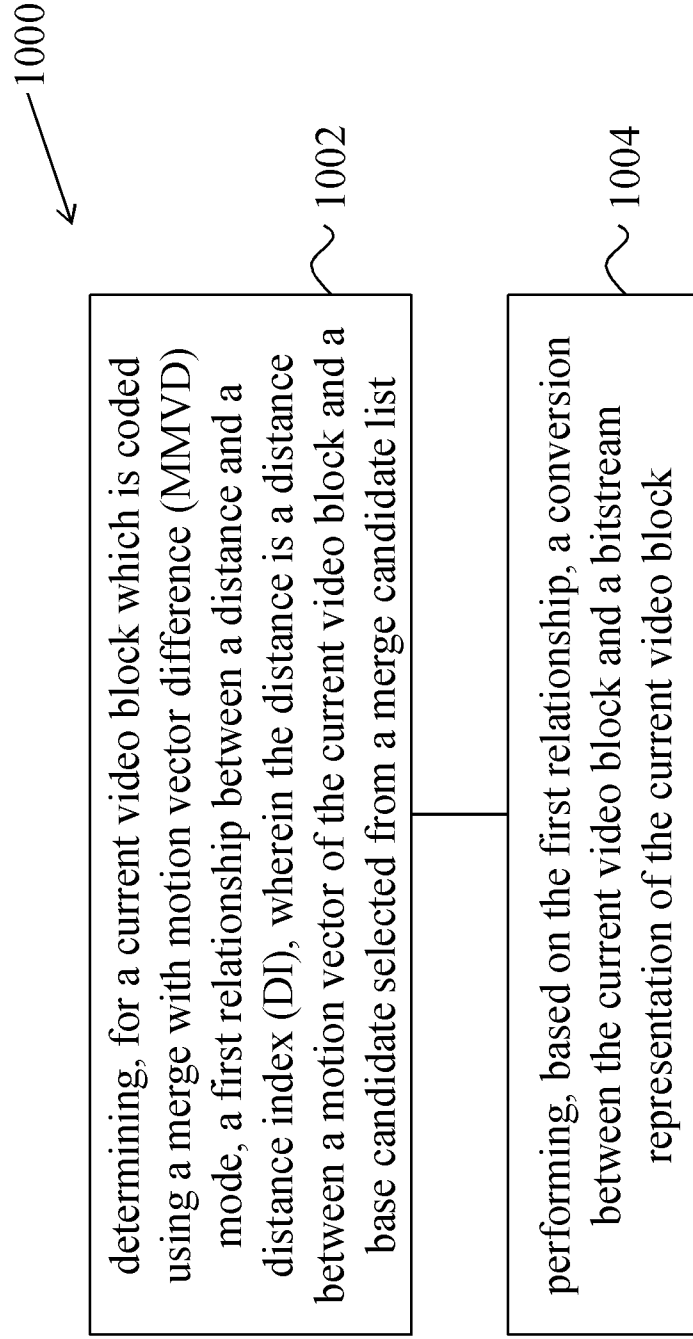 1000
determining, for a current video block which is coded
using a merge with motion vector difference (MMVD)
mode, a first relationship between a distance and a
distance index (DI), wherein the distance is a distance
between a motion vector of the current video block and a
base candidate selected from a merge candidate list
1002
performing, based on the first relationship, a conversion
between the current video block and a bitstream
representation of the current video block
1004